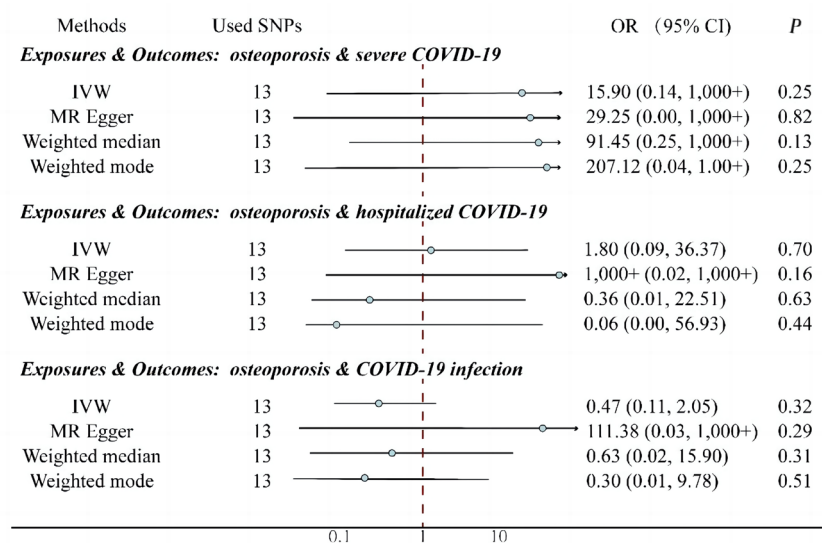 Methods Used SNPs OR (95% CI) P
Exposures & Outcomes: osteoporosis & severe COVID-19
IVW 13 15.90 (0.14, 1,000+) 0.25
MR Egger 13 29.25 (0.00, 1,000+) 0.82
Weighted median 13 91.45 (0.25, 1,000+) 0.13
Weighted mode 13 207.12 (0.04, 1.00+) 0.25
Exposures & Outcomes: osteoporosis & hospitalized COVID-19
IVW 13 1.80 (0.09, 36.37) 0.70
MR Egger 13 1,000+ (0.02, 1,000+) 0.16
Weighted median 13 0.36 (0.01, 22.51) 0.63
Weighted mode 13 0.06 (0.00, 56.93) 0.44
Exposures & Outcomes: osteoporosis & COVID-19 infection
IVW 13 0.47 (0.11, 2.05) 0.32
MR Egger 13 111.38 (0.03, 1,000+) 0.29
Weighted median 13 0.63 (0.02, 15.90) 0.31
Weighted mode 13 0.30 (0.01, 9.78) 0.51
0.1 1 10